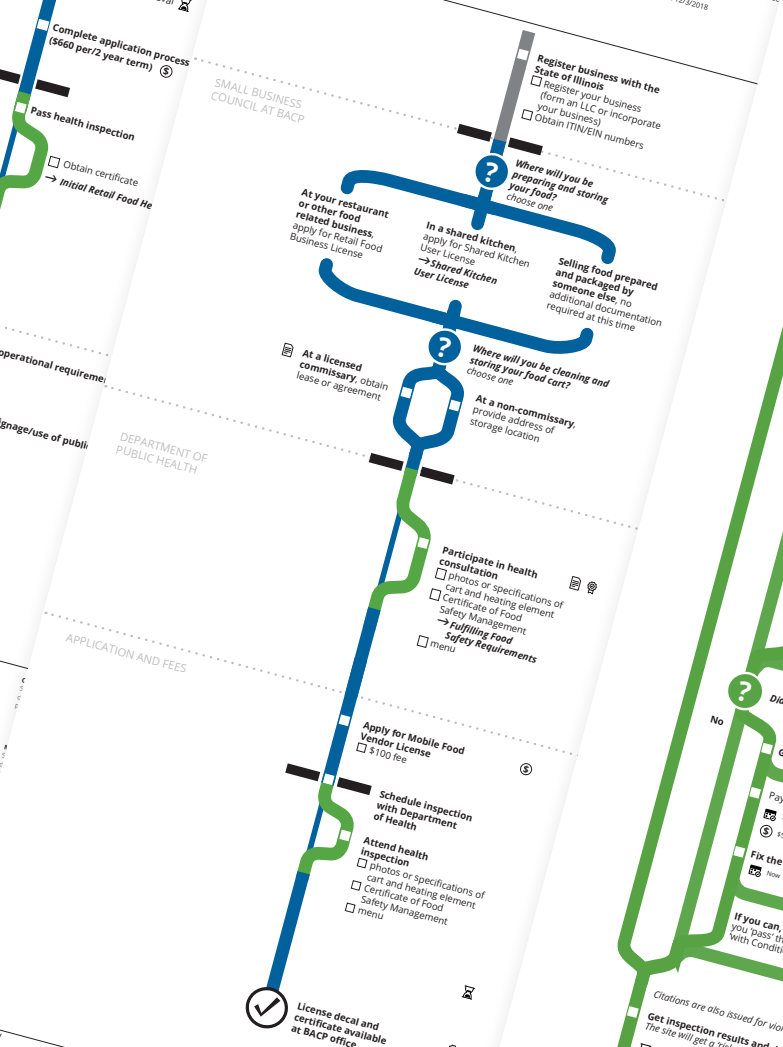 Complete application process
($660 per/2 year term)
Pass health inspection
Obtain certificate
→ Initial Retail Food He
operational requireme
ignage/use of public
12/3/2018
Register business with the
State of Illinois
Register your business
(form an LLC or incorporate
your business)
Obtain ITIN/EIN numbers
SMALL BUSINESS
COUNCIL AT BACP
?
Where will you be
preparing and storing
your food?
choose one
At your restaurant
or other food
related business,
apply for Retail Food
Business License
In a shared kitchen,
apply for Shared Kitchen
User License
→ Shared Kitchen
User License
Selling food prepared
and packaged by
someone else, no
additional documentation
required at this time
?
Where will you be cleaning and
storing your food cart?
choose one
At a licensed
commissary, obtain
lease or agreement
At a non-commissary,
provide address of
storage location
DEPARTMENT OF
PUBLIC HEALTH
Participate in health
consultation
photos or specifications of
cart and heating element
Certificate of Food
Safety Management
→ Fulfilling Food
Safety Requirements
menu
APPLICATION AND FEES
Apply for Mobile Food
Vendor License
$100 fee
$
Schedule inspection
with Department
of Health
Attend health
inspection
photos or specifications of
cart and heating element
Certificate of Food
Safety Management
menu
License decal and
certificate available
at BACP office
?
No
Pay
$
Fix the
Now
If you can,
you 'pass' th
'with Conditi
Citations are also issued for viol
Get inspection results and
The site will get a 'ri